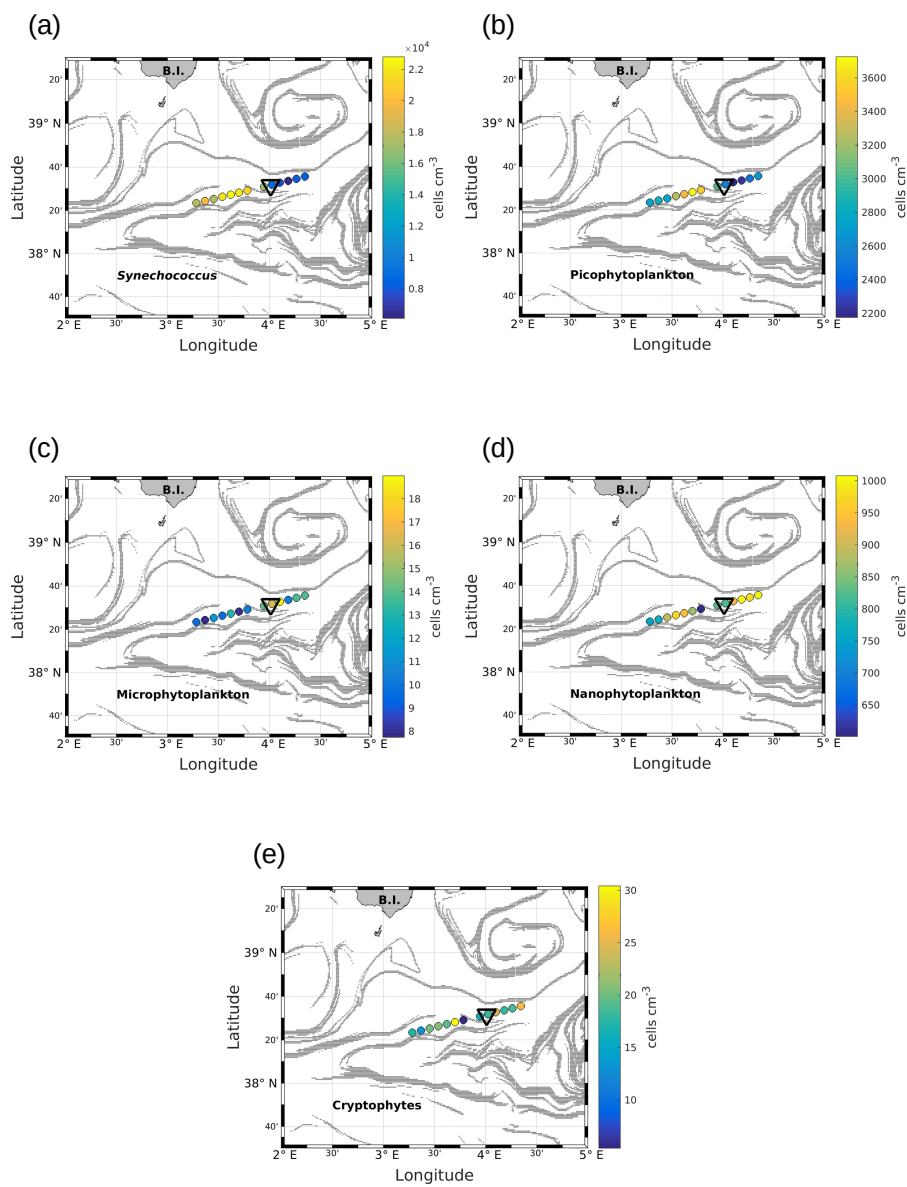 (a)
×10⁴
B.I.
20'
39° N
40'
20'
38° N
40'
Latitude
Synechococcus
2° E 30' 3° E 30' 4° E 30' 5° E
Longitude
2.2
2
1.8
1.6
1.4
1.2
1
0.8
cells cm⁻³
(b)
B.I.
20'
39° N
40'
20'
38° N
40'
Latitude
Picophytoplankton
2° E 30' 3° E 30' 4° E 30' 5° E
Longitude
3600
3400
3200
3000
2800
2600
2400
2200
cells cm⁻³
(c)
B.I.
20'
39° N
40'
20'
38° N
40'
Latitude
Microphytoplankton
2° E 30' 3° E 30' 4° E 30' 5° E
Longitude
18
17
16
15
14
13
12
11
10
9
8
cells cm⁻³
(d)
B.I.
20'
39° N
40'
20'
38° N
40'
Latitude
Nanophytoplankton
2° E 30' 3° E 30' 4° E 30' 5° E
Longitude
1000
950
900
850
800
750
700
650
cells cm⁻³
(e)
B.I.
20'
39° N
40'
20'
38° N
40'
Latitude
Cryptophytes
2° E 30' 3° E 30' 4° E 30' 5° E
Longitude
30
25
20
15
10
cells cm⁻³